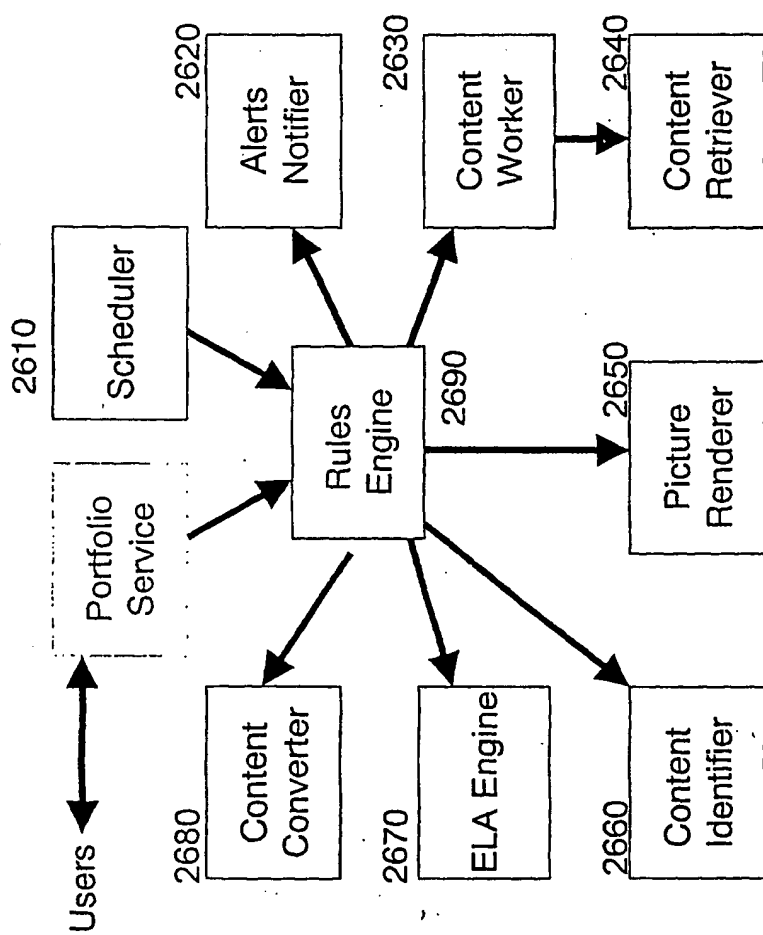 Users
Portfolio
Service
2610
Scheduler
2620
Alerts
Notifier
2680
Content
Converter
Rules
Engine
2690
2630
Content
Worker
2670
ELA Engine
2660
Content
Identifier
2650
Picture
Renderer
2640
Content
Retriever